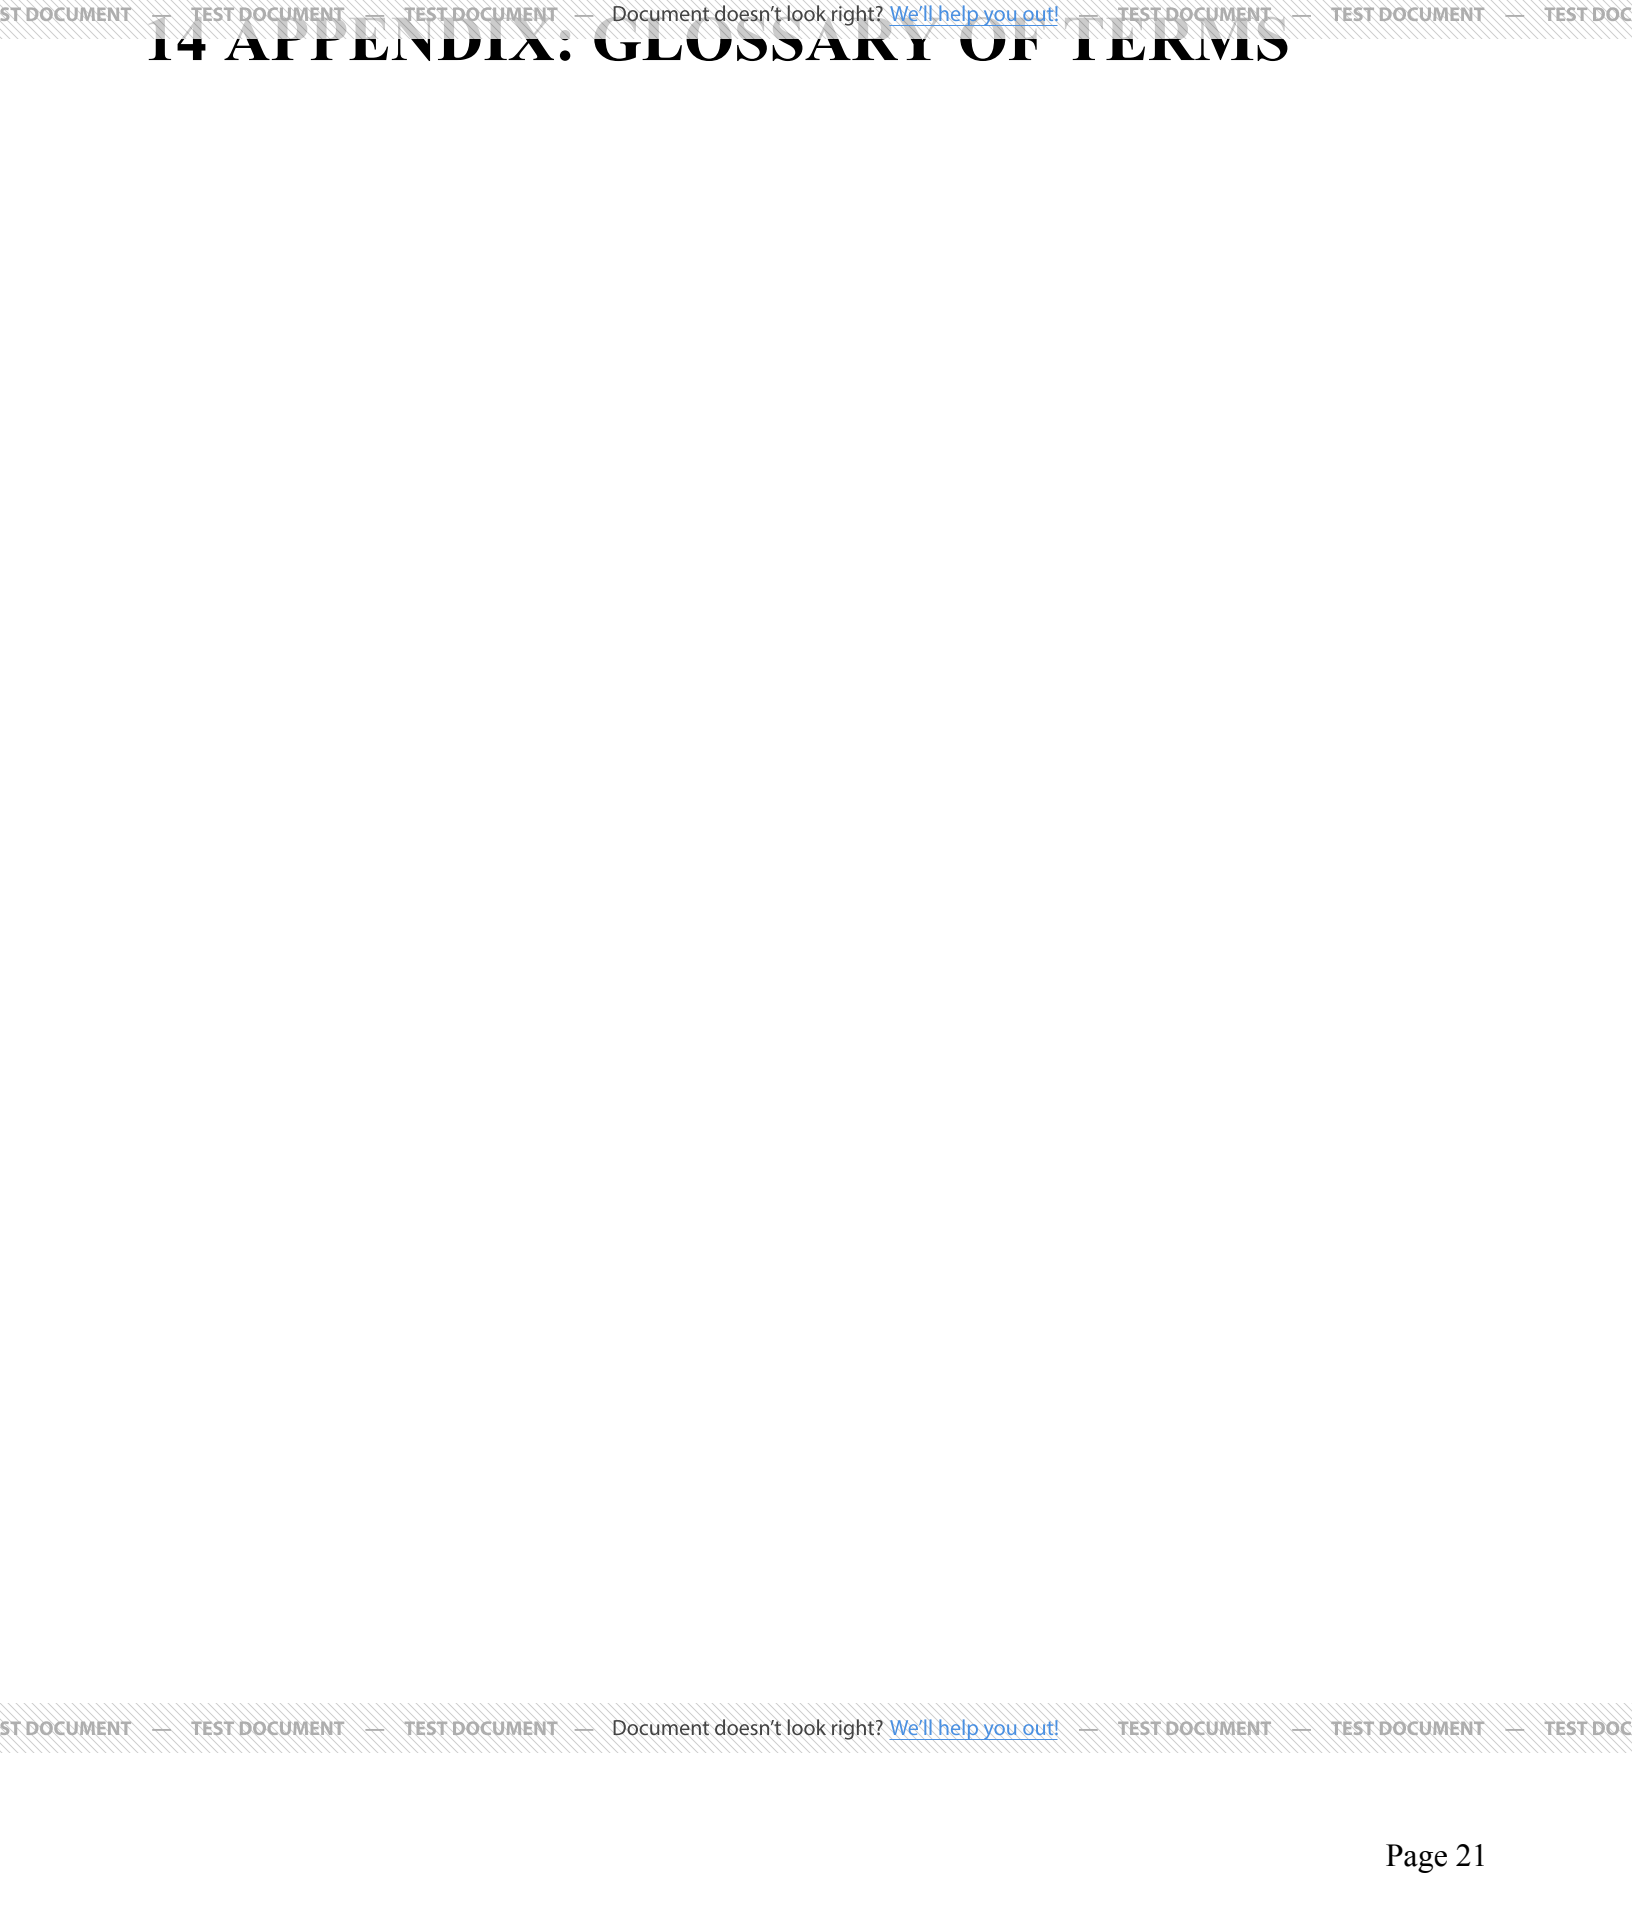 ST DOCUMENT — TEST DOCUMENT — TEST DOCUMENT — Document doesn’t look right? We’ll help you out! — TEST DOCUMENT — TEST DOCUMENT — TEST DOC
14 APPENDIX: GLOSSARY OF TERMS
ST DOCUMENT — TEST DOCUMENT — TEST DOCUMENT — Document doesn’t look right? We’ll help you out! — TEST DOCUMENT — TEST DOCUMENT — TEST DOC
Page 21